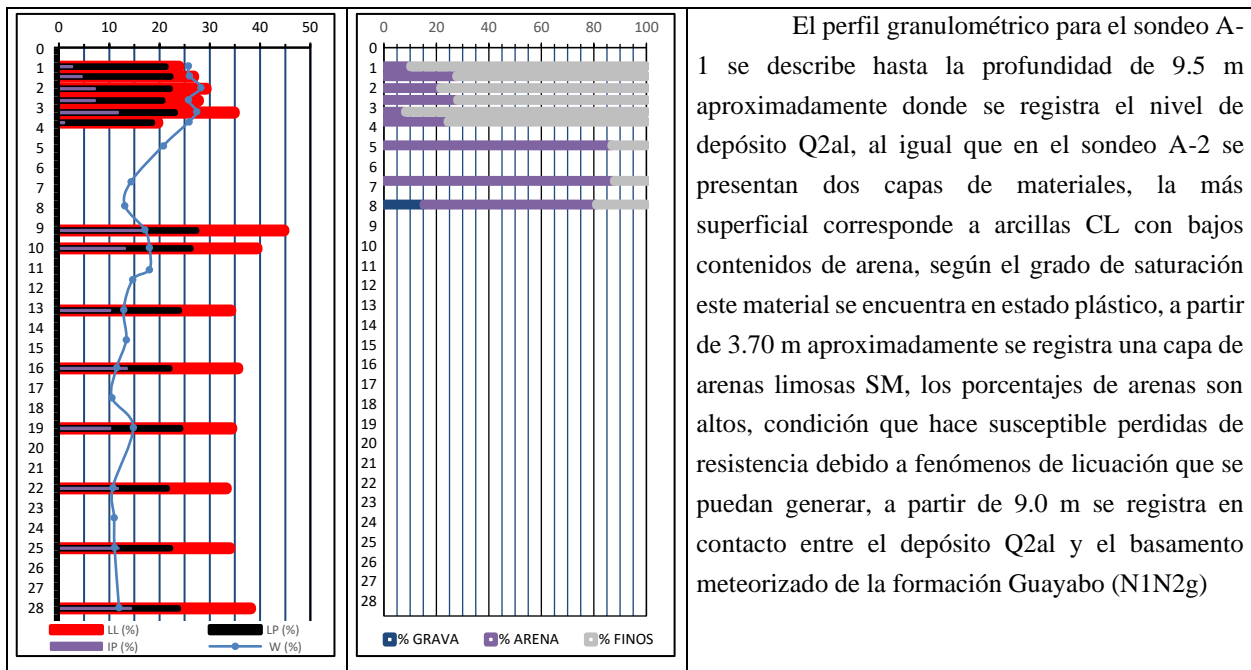 0 10 20 30 40 50
0
1
2
3
4
5
6
7
8
9
10
11
12
13
14
15
16
17
18
19
20
21
22
23
24
25
26
27
28
LL (%) LP (%)
IP (%) W (%)
0 20 40 60 80 100
0
1
2
3
4
5
6
7
8
9
10
11
12
13
14
15
16
17
18
19
20
21
22
23
24
25
26
27
28
% GRAVA % ARENA % FINOS
El perfil granulométrico para el sondeo A-
1 se describe hasta la profundidad de 9.5 m
aproximadamente donde se registra el nivel de
depósito Q2al, al igual que en el sondeo A-2 se
presentan dos capas de materiales, la más
superficial corresponde a arcillas CL con bajos
contenidos de arena, según el grado de saturación
este material se encuentra en estado plástico, a partir
de 3.70 m aproximadamente se registra una capa de
arenas limosas SM, los porcentajes de arenas son
altos, condición que hace susceptible perdidas de
resistencia debido a fenómenos de licuación que se
puedan generar, a partir de 9.0 m se registra en
contacto entre el depósito Q2al y el basamento
meteorizado de la formación Guayabo (N1N2g)